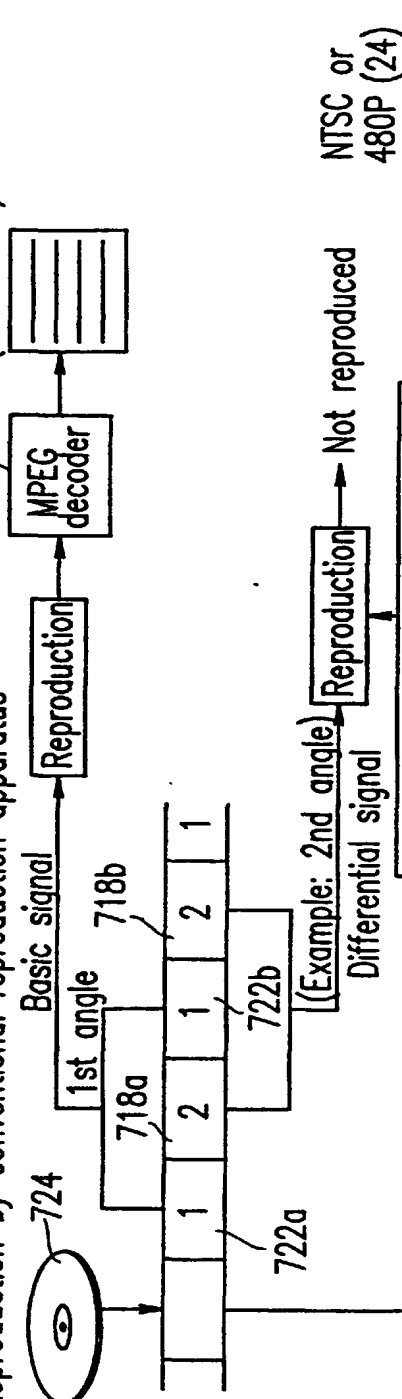 reproduction by conventional reproduction apparatus
724
Basic signal
1st angle
Reproduction
MPEG
decoder
718a
718b
1
2
1
2
1
722a
722b
(Example: 2nd angle)
Differential signal
Reproduction
Not reproduced
NTSC or
480P (24)